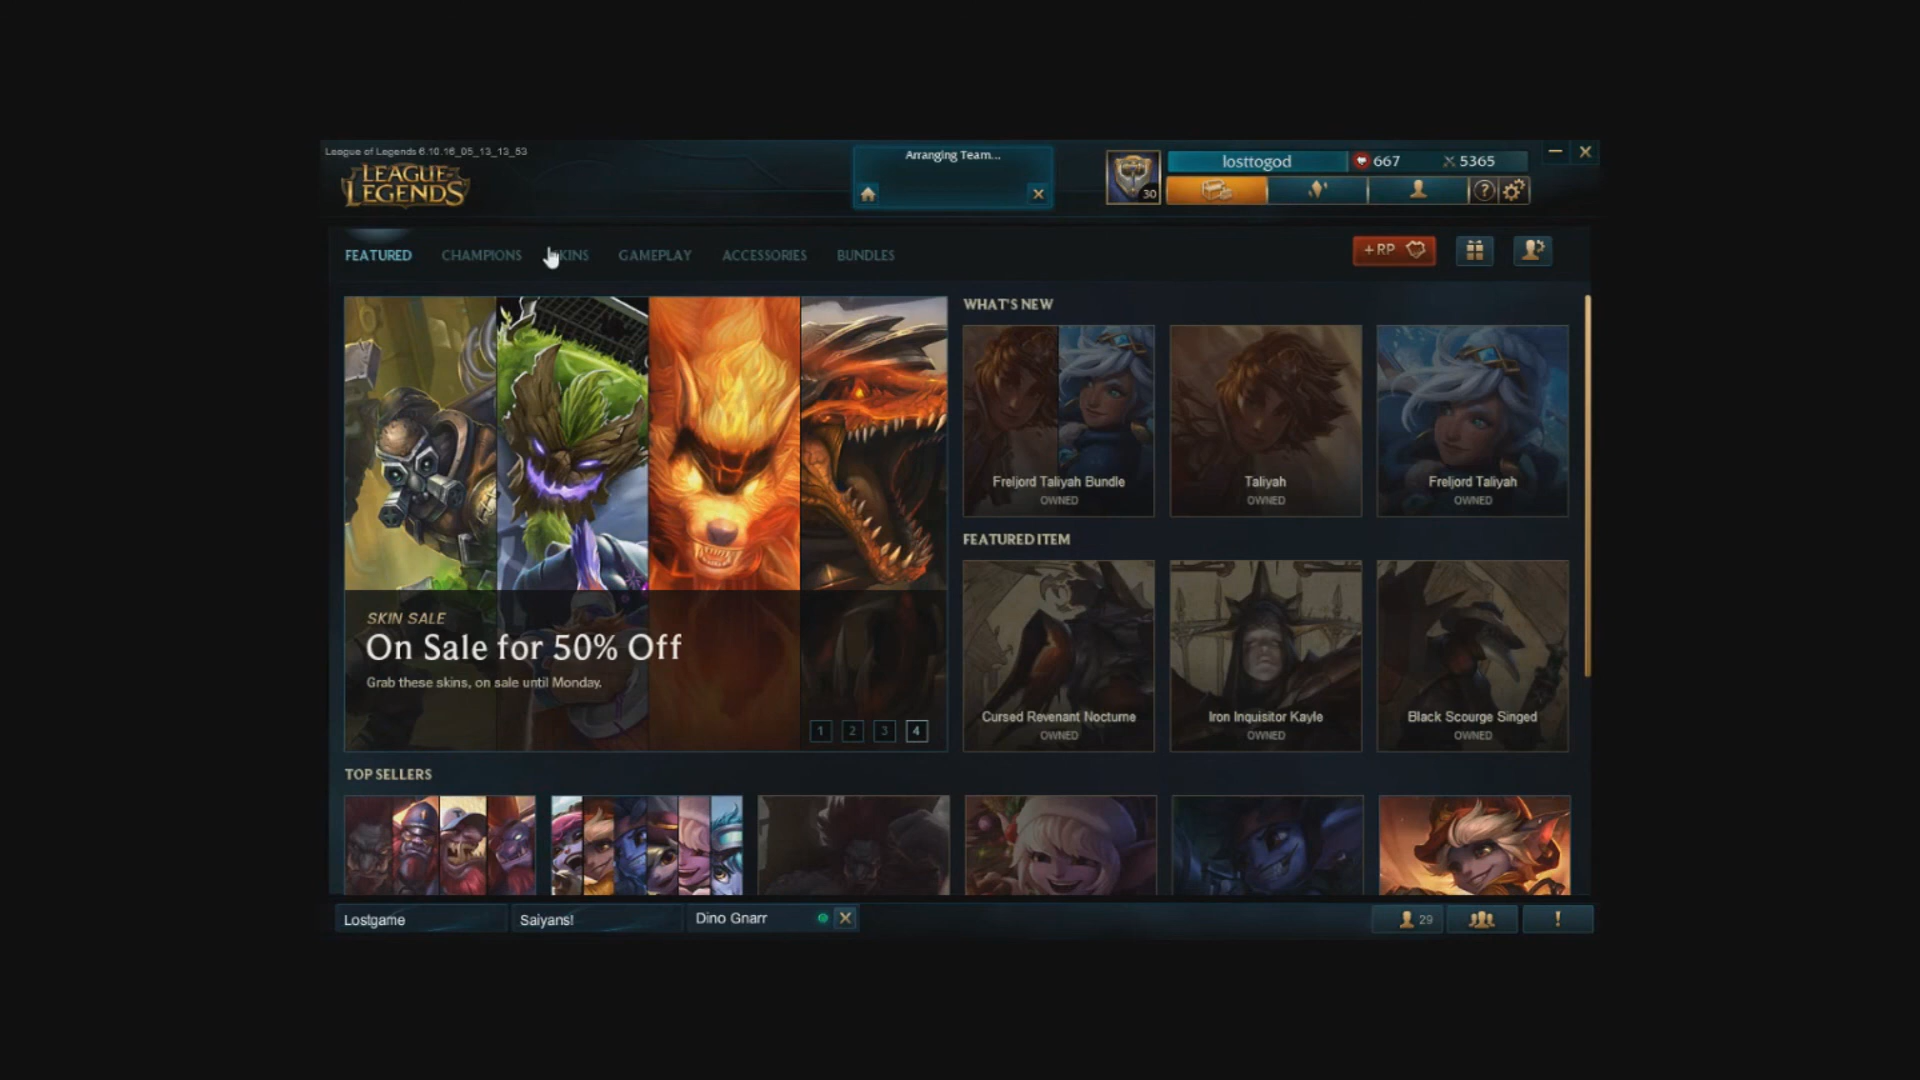 League of Legends 6.10.16_05_13_13_53
LEAGUE OF LEGENDS
Arranging Team...
30
losttogod
667
5365
?
FEATURED
CHAMPIONS
GAMEPLAY
ACCESSORIES
BUNDLES
+RP
SKIN SALE
On Sale for 50% Off
Grab these skins, on sale until Monday.
1 2 3 4
WHAT'S NEW
Freljord Taliyah Bundle
OWNED
Taliyah
OWNED
Freljord Taliyah
OWNED
FEATURED ITEM
Cursed Revenant Nocturne
OWNED
Iron Inquisitor Kayle
OWNED
Black Scourge Singed
OWNED
TOP SELLERS
Lostgame
Saiyans!
Dino Gnarr
29
!